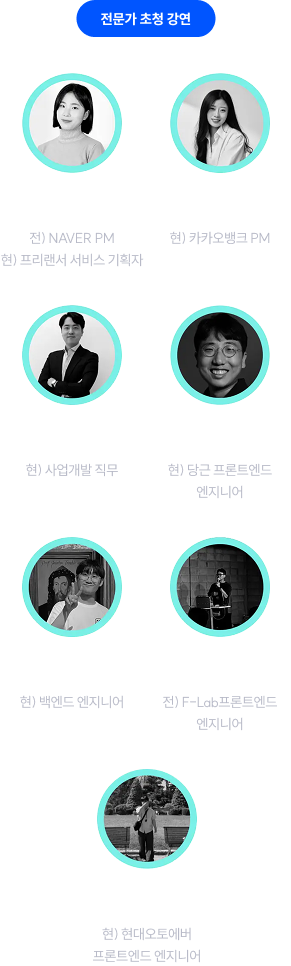 전문가 초청 강연
전) NAVER PM
현) 프리랜서 서비스 기획자
현) 카카오뱅크 PM
현) 사업개발 직무
현) 당근 프론트엔드
엔지니어
현) 백엔드 엔지니어
전) F-Lab프론트엔드
엔지니어
현) 현대오토에버
프론트엔드 엔지니어